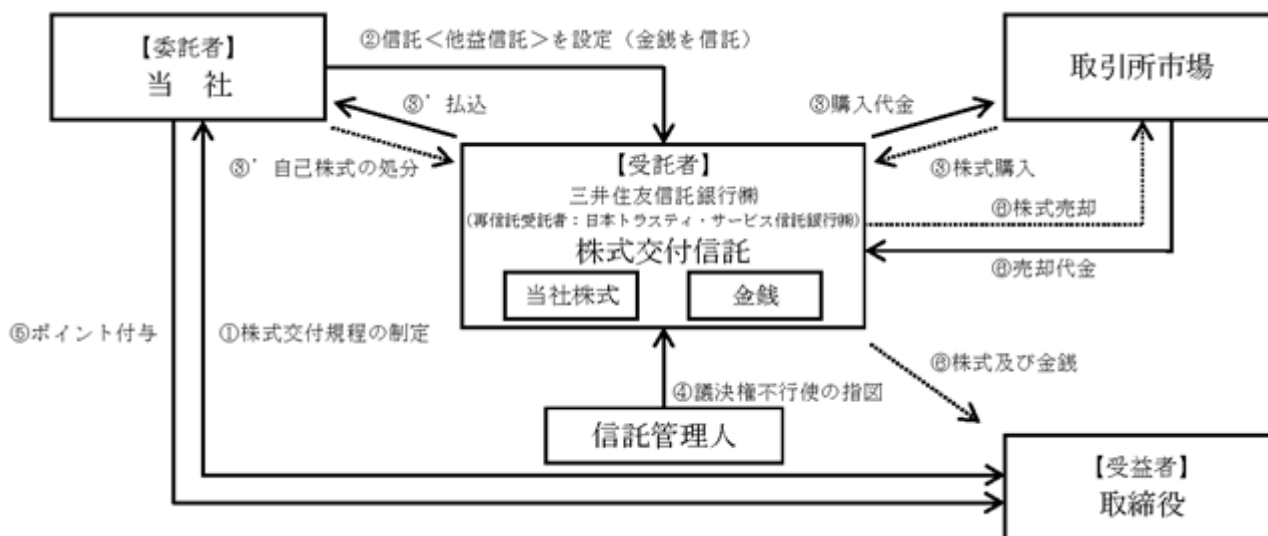 ②信託＜他益信託＞を設定（金銭を信託）
【委託者】
当　社
取引所市場
③’払込
③購入代金
③’自己株式の処分
③株式購入
【受託者】
三井住友信託銀行㈱
(再信託受託者：日本トラスティ・サービス信託銀行㈱)
株式交付信託
当社株式
金銭
⑥株式売却
⑥売却代金
⑤ポイント付与
①株式交付規程の制定
⑥株式及び金銭
④議決権不行使の指図
信託管理人
【受益者】
取締役